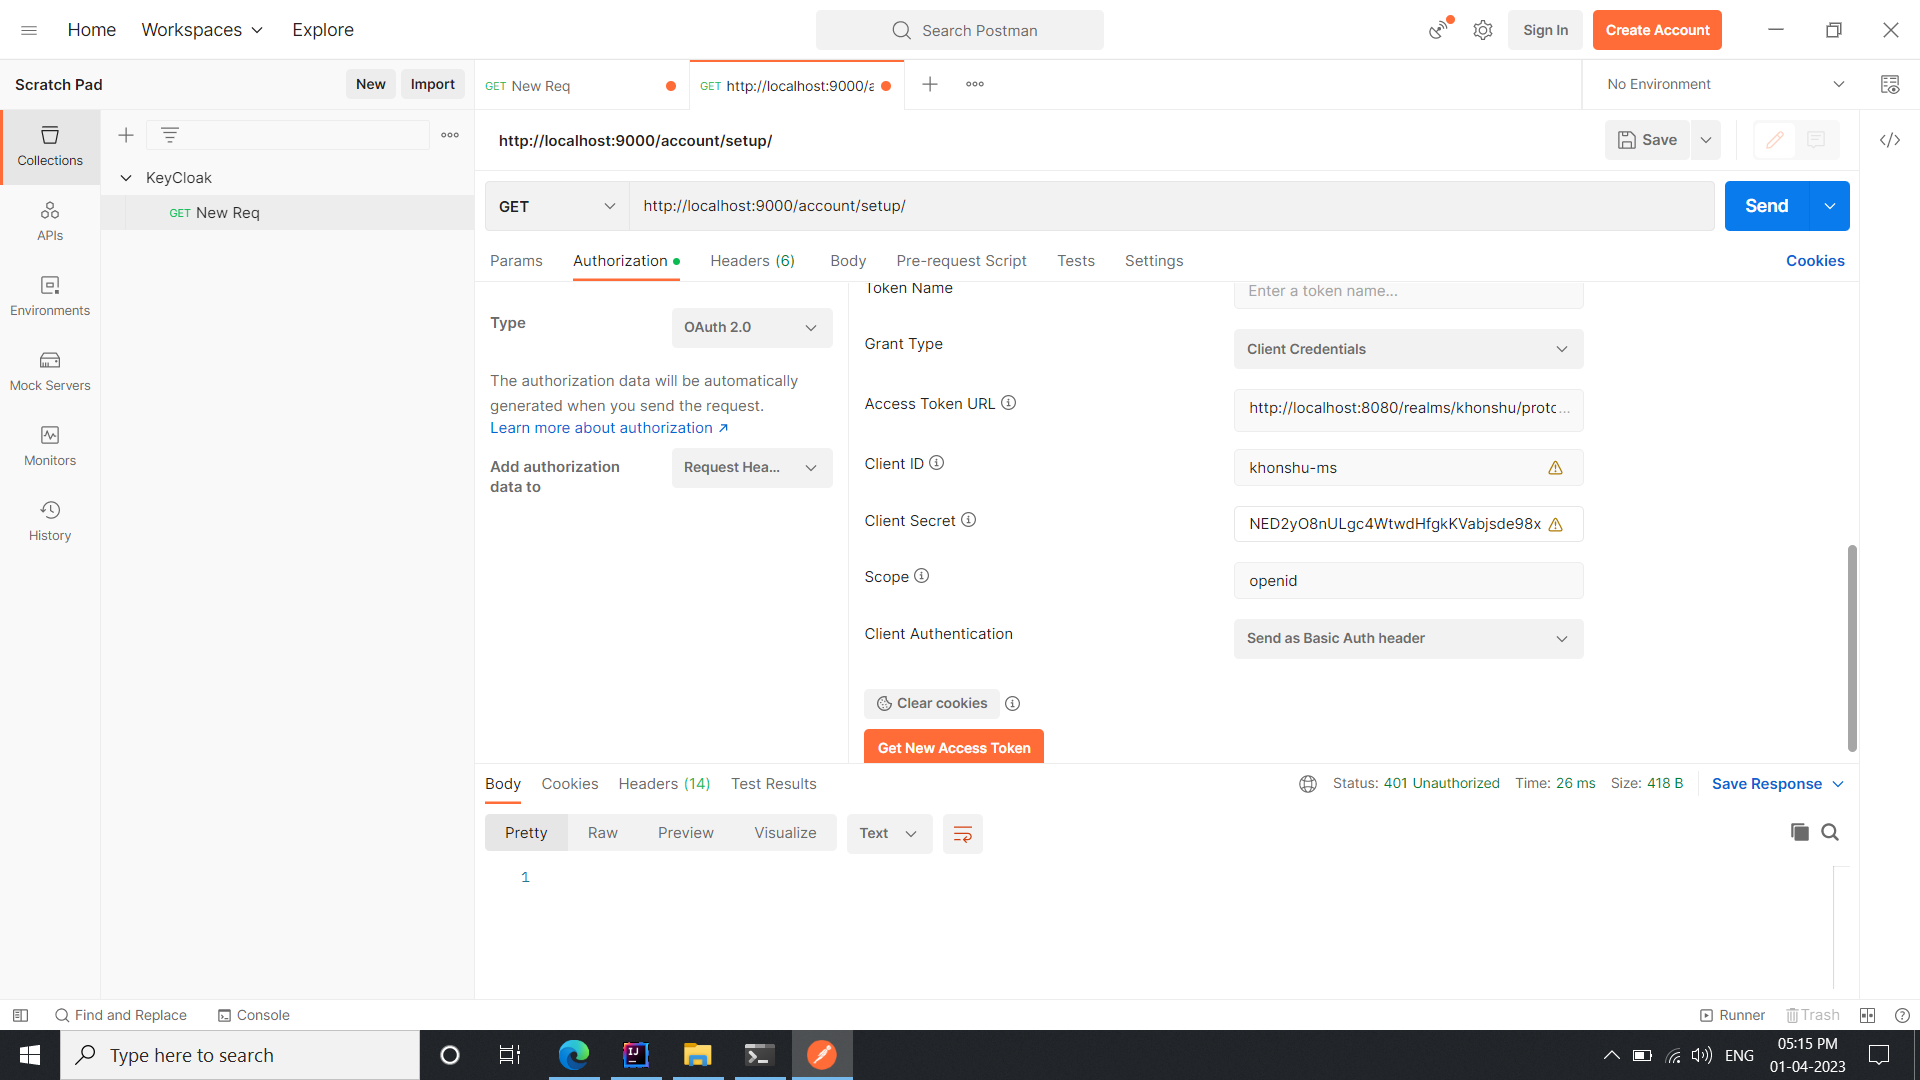 Home
Workspaces
Explore
Search Postman
Sign In
Create Account
Scratch Pad
New
Import
GET New Req
GET http://localhost:9000/a
No Environment
Collections
APIs
Environments
Mock Servers
Monitors
History
KeyCloak
GET New Req
http://localhost:9000/account/setup/
Save
GET
http://localhost:9000/account/setup/
Send
Params
Authorization
Headers (6)
Body
Pre-request Script
Tests
Settings
Cookies
Type
OAuth 2.0
The authorization data will be automatically
generated when you send the request.
Learn more about authorization
Add authorization
data to
Request Hea...
Token Name
Enter a token name...
Grant Type
Client Credentials
Access Token URL
http://localhost:8080/realms/khonshu/protc...
Client ID
khonshu-ms
Client Secret
NED2yO8nULgc4WtwdHfgkKVabjsde98x
Scope
openid
Client Authentication
Send as Basic Auth header
Clear cookies
Get New Access Token
Body
Cookies
Headers (14)
Test Results
Status: 401 Unauthorized
Time: 26 ms
Size: 418 B
Save Response
Pretty
Raw
Preview
Visualize
Text
1
Find and Replace
Console
Runner
Trash
Type here to search
ENG
05:15 PM
01-04-2023